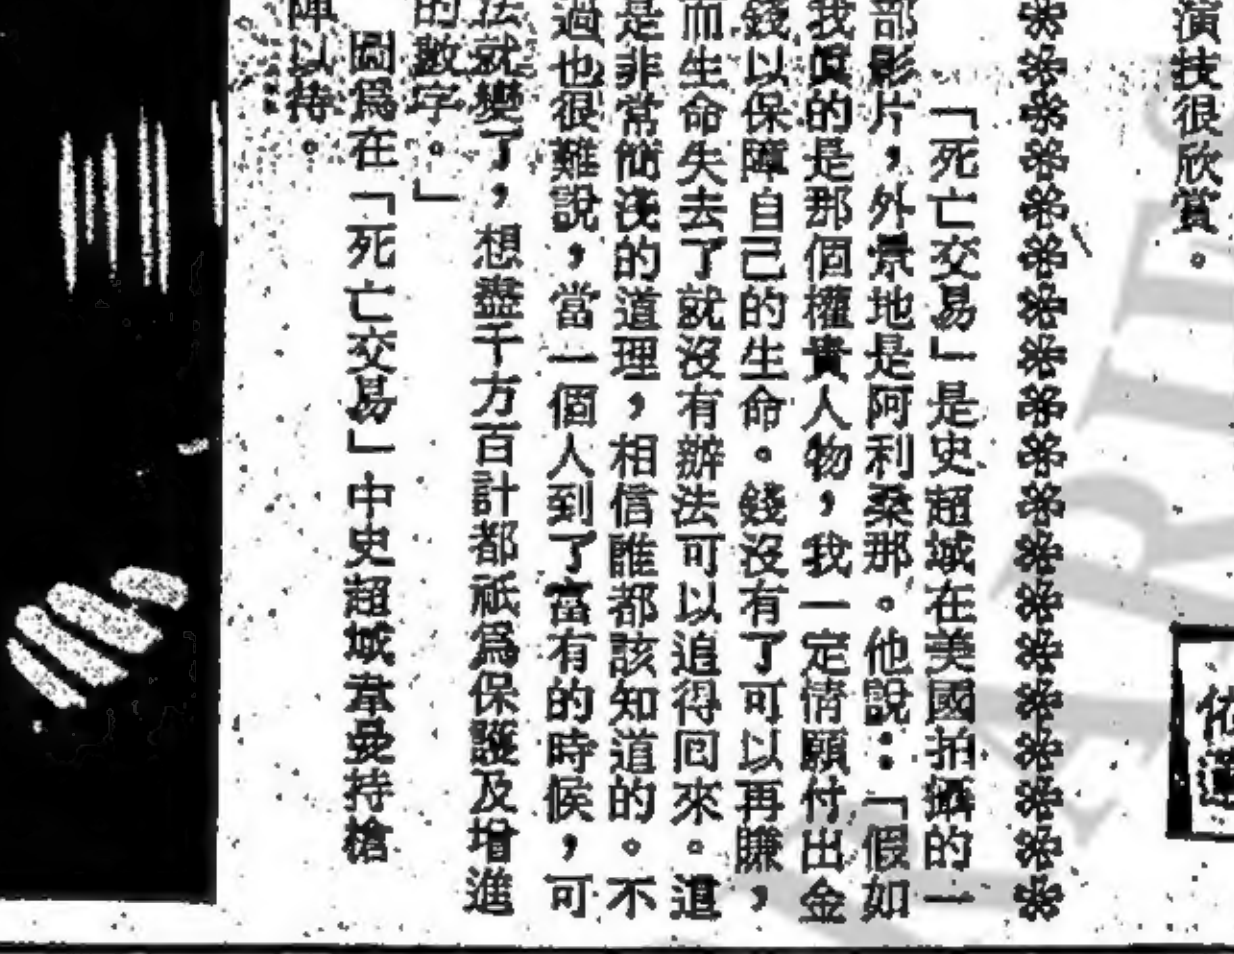 演技很欣賞。
「死亡交易」是史超域在美國拍攝的一
部影片,外景地是阿利桑那。他說:「假如
我真的是那個權貴人物,我一定情願付出金
錢以保障自己的生命。錢沒有了可以再賺,
而生命失去了就沒有辦法可以追得回來。這
是非常簡淺的道理,相信誰都該知道的。不
過也很難說,當一個人到了富有的時候,可
法就變了,想盡千方百計都祇為保護及增進
的數字。」
圖為在「死亡交易」中史超域韋曼持槍
陣以待。